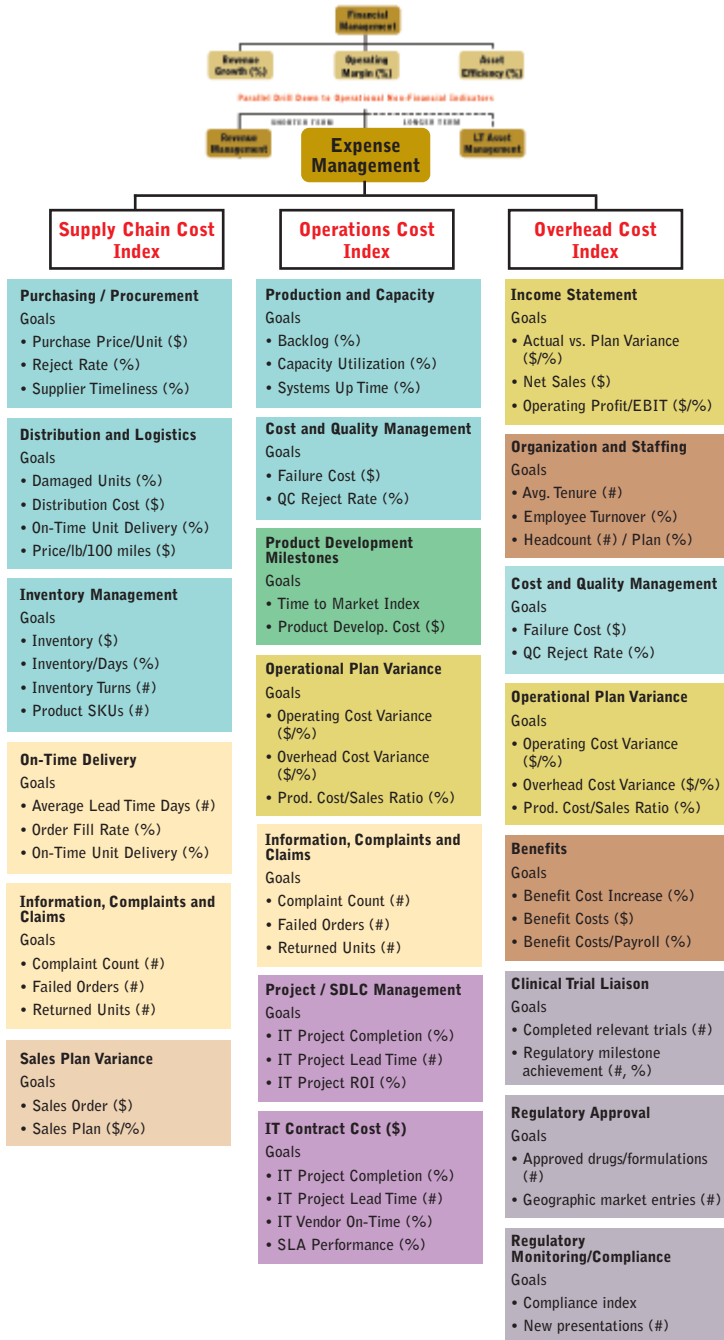 Financial
Management
Revenue
Growth (%)
Operating
Margin (%)
Asset
Efficiency (%)
Parallel Drill Down to Operational Non-Financial Indicators
SHORTER TERM
LONGER TERM
Revenue
Management
Expense
Management
LT Asset
Management
Supply Chain Cost
Index
Purchasing / Procurement
Goals
• Purchase Price/Unit ($)
• Reject Rate (%)
• Supplier Timeliness (%)
Distribution and Logistics
Goals
• Damaged Units (%)
• Distribution Cost ($)
• On-Time Unit Delivery (%)
• Price/lb/100 miles ($)
Inventory Management
Goals
• Inventory ($)
• Inventory/Days (%)
• Inventory Turns (#)
• Product SKUs (#)
On-Time Delivery
Goals
• Average Lead Time Days (#)
• Order Fill Rate (%)
• On-Time Unit Delivery (%)
Information, Complaints and
Claims
Goals
• Complaint Count (#)
• Failed Orders (#)
• Returned Units (#)
Sales Plan Variance
Goals
• Sales Order ($)
• Sales Plan ($/%)
Operations Cost
Index
Production and Capacity
Goals
• Backlog (%)
• Capacity Utilization (%)
• Systems Up Time (%)
Cost and Quality Management
Goals
• Failure Cost ($)
• QC Reject Rate (%)
Product Development
Milestones
Goals
• Time to Market Index
• Product Develop. Cost ($)
Operational Plan Variance
Goals
• Operating Cost Variance
($/%)
• Overhead Cost Variance
($/%)
• Prod. Cost/Sales Ratio (%)
Information, Complaints and
Claims
Goals
• Complaint Count (#)
• Failed Orders (#)
• Returned Units (#)
Project / SDLC Management
Goals
• IT Project Completion (%)
• IT Project Lead Time (#)
• IT Project ROI (%)
IT Contract Cost ($)
Goals
• IT Project Completion (%)
• IT Project Lead Time (#)
• IT Vendor On-Time (%)
• SLA Performance (%)
Overhead Cost
Index
Income Statement
Goals
• Actual vs. Plan Variance
($/%)
• Net Sales ($)
• Operating Profit/EBIT ($/%)
Organization and Staffing
Goals
• Avg. Tenure (#)
• Employee Turnover (%)
• Headcount (#) / Plan (%)
Cost and Quality Management
Goals
• Failure Cost ($)
• QC Reject Rate (%)
Operational Plan Variance
Goals
• Operating Cost Variance
($/%)
• Overhead Cost Variance ($/%)
• Prod. Cost/Sales Ratio (%)
Benefits
Goals
• Benefit Cost Increase (%)
• Benefit Costs ($)
• Benefit Costs/Payroll (%)
Clinical Trial Liaison
Goals
• Completed relevant trials (#)
• Regulatory milestone
achievement (#, %)
Regulatory Approval
Goals
• Approved drugs/formulations
(#)
• Geographic market entries (#)
Regulatory
Monitoring/Compliance
Goals
• Compliance index
• New presentations (#)